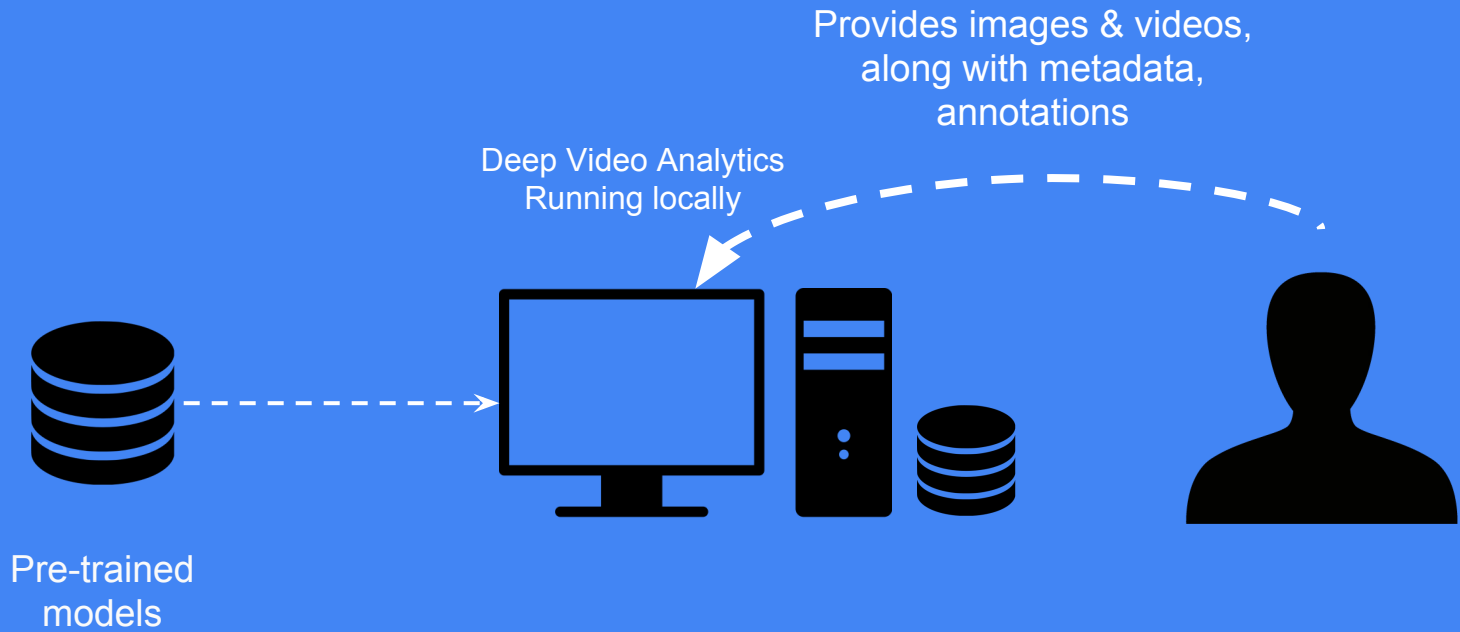 Provides images & videos,
along with metadata,
annotations
Deep Video Analytics
Running locally
Pre-trained
models